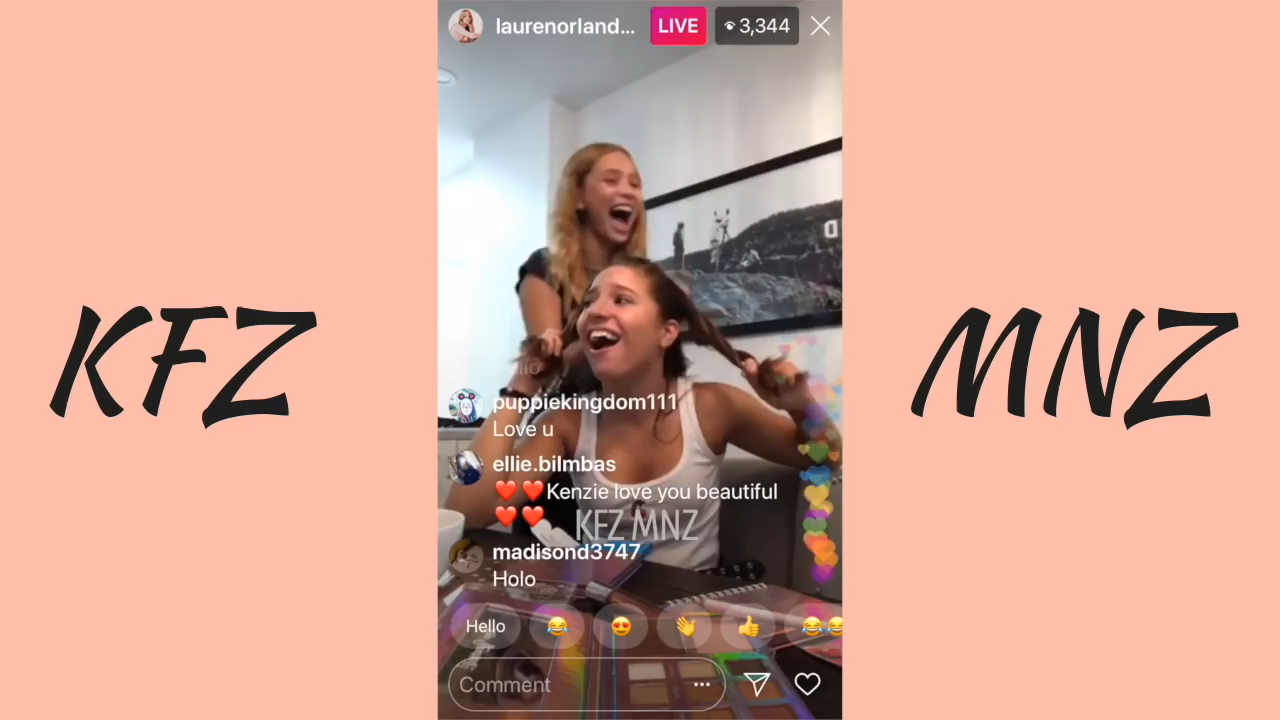 laurenorland...
LIVE
3,344
KFZ
MNZ
puppiekingdom111
Love u
ellie.bilmbas
❤️❤️Kenzie love you beautiful
❤️❤️
KFZ MNZ
madisond3747
Holo
Hello 😂 😍 👋 👍 😂😂
Comment